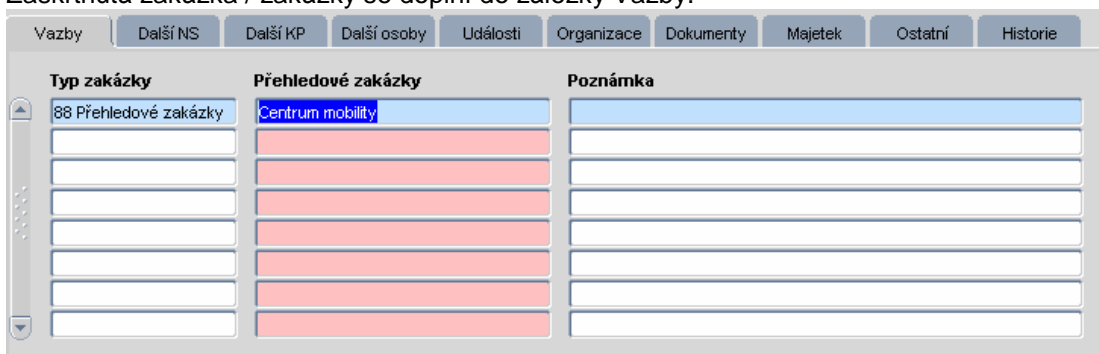 Zaškrtnutá zakázka / zakázky se doplní do záložky Vazby.
Vazby Další NS Další KP Další osoby Události Organizace Dokumenty Majetek Ostatní Historie
Typ zakázky Přehledové zakázky Poznámka
88 Přehledové zakázky Centrum mobility